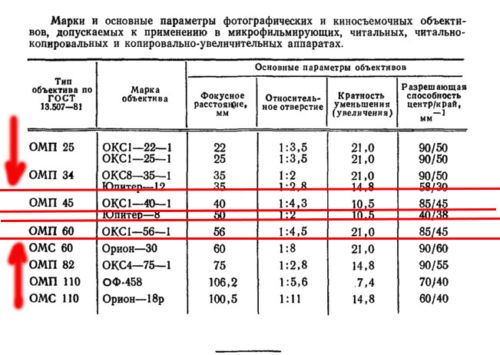 Марки и основные параметры фотографических и киносъемочных объекти-
вов, допускаемых к применению в микрофильмирующих, читальных, читально-
копировальных и копировально-увеличительных аппаратах.
Тип объектива по ГОСТ 13.507—81 | Марка объектива | Основные параметры объективов
Фокусное расстояние, мм | Относитель-ное отверстие | Кратность уменьшения (увеличения) | Разрешающая способность центр/край, мм—1
ОМП 25 ОКС1—22—1 22 1:3,5 21,0 90/50
ОКС1—25—1 25 1:3,5 21,0 90/50
ОМП 34 ОКС8—35—1 35 1:2 21,0 90/50
Юпитер—12 35 1:2,8 14,8 58/30
ОМП 45 ОКС1—40—1 40 1:4,3 10,5 85/45
Юпитер—8 50 1:2 10,5 40/38
ОМП 60 ОКС1—56—1 56 1:4,5 21,0 85/45
ОМС 60 Орион—30 60 1:8 21,0 90/60
ОМП 82 ОКС4—75—1 75 1:2,8 14,8 90/55
ОМП 110 ОФ-458 106,2 1:5,6 7,4 70/40
ОМС 110 Орион—18р 100,5 1:11 14,8 60/40